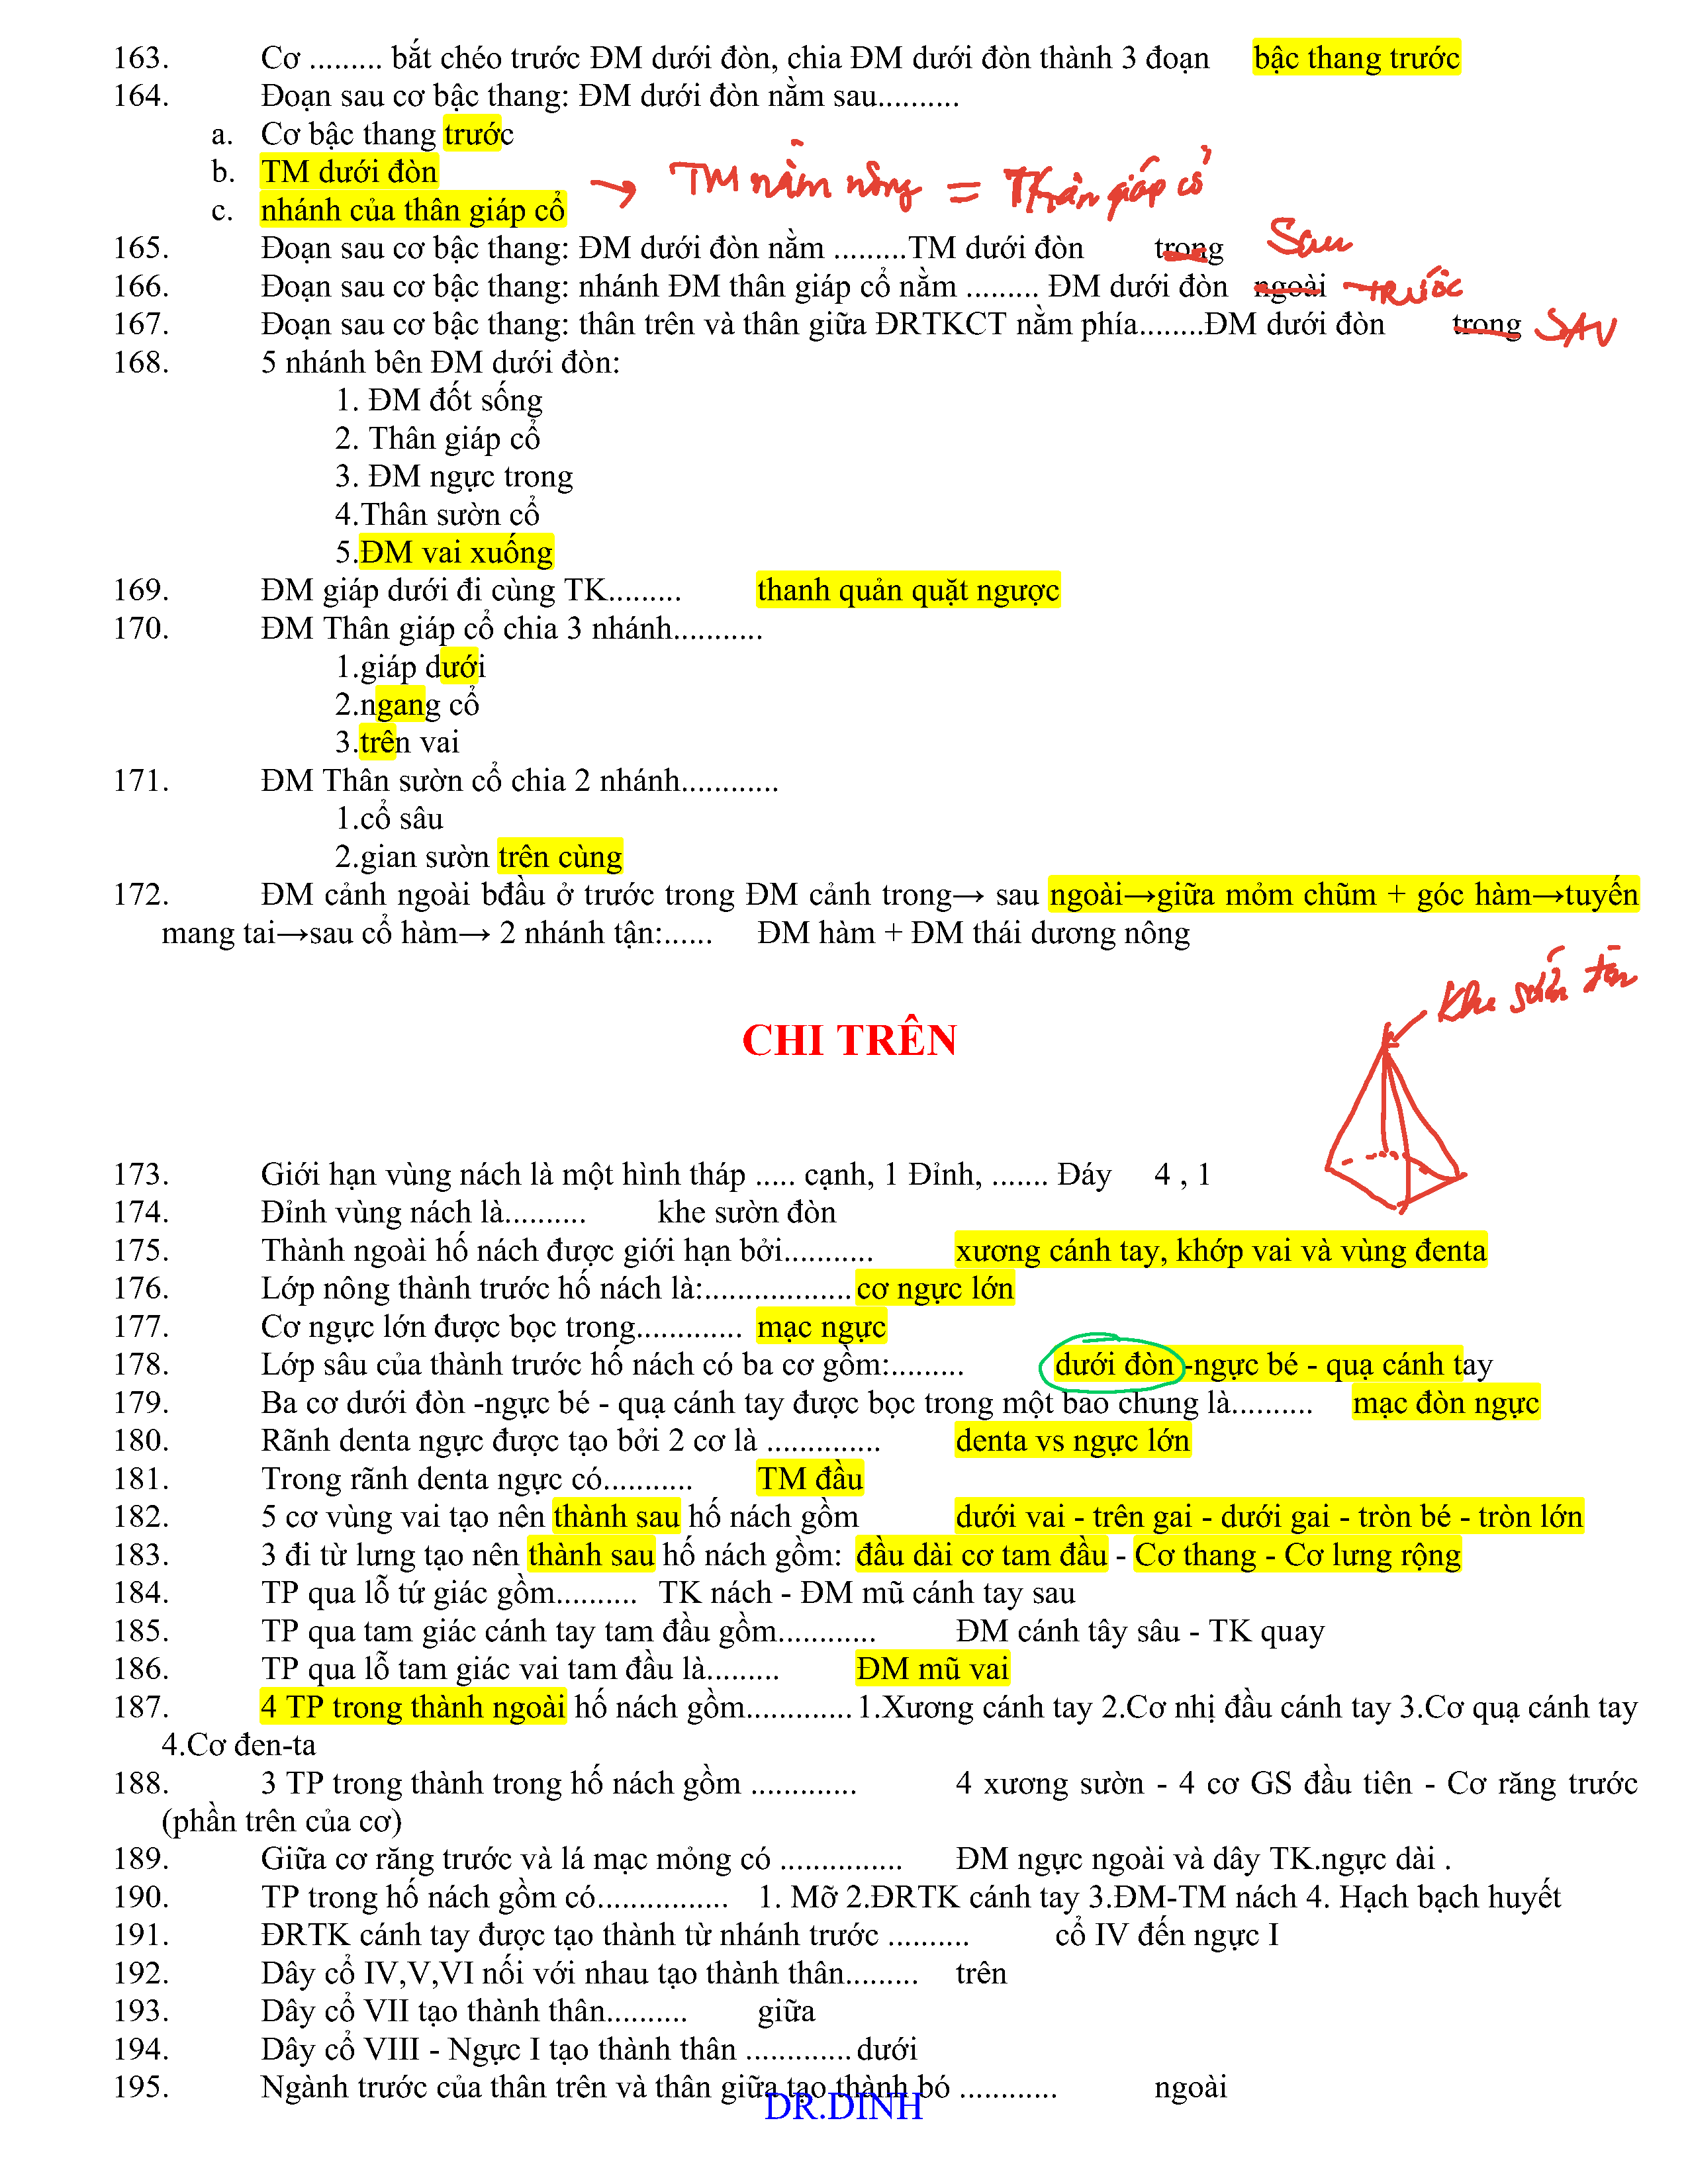 163. Cơ ......... bắt chéo trước ĐM dưới đòn, chia ĐM dưới đòn thành 3 đoạn bậc thang trước
164. Đoạn sau cơ bậc thang: ĐM dưới đòn nằm sau..........
a. Cơ bậc thang trước
b. TM dưới đòn
c. nhánh của thân giáp cổ → TM nằm nông = Thân giáp cổ
165. Đoạn sau cơ bậc thang: ĐM dưới đòn nằm .........TM dưới đòn trong Sau
166. Đoạn sau cơ bậc thang: nhánh ĐM thân giáp cổ nằm ......... ĐM dưới đòn ngoài TRƯỚC
167. Đoạn sau cơ bậc thang: thân trên và thân giữa ĐRTKCT nằm phía........ĐM dưới đòn trong SAU
168. 5 nhánh bên ĐM dưới đòn:
1. ĐM đốt sống
2. Thân giáp cổ
3. ĐM ngực trong
4.Thân sườn cổ
5.ĐM vai xuống
169. ĐM giáp dưới đi cùng TK......... thanh quản quặt ngược
170. ĐM Thân giáp cổ chia 3 nhánh...........
1.giáp dưới
2.ngang cổ
3.trên vai
171. ĐM Thân sườn cổ chia 2 nhánh............
1.cổ sâu
2.gian sườn trên cùng
172. ĐM cảnh ngoài bđầu ở trước trong ĐM cảnh trong→ sau ngoài→giữa mỏm chũm + góc hàm→tuyến
mang tai→sau cổ hàm→ 2 nhánh tận:...... ĐM hàm + ĐM thái dương nông
Khe sườn đòn
CHI TRÊN
173. Giới hạn vùng nách là một hình tháp ..... cạnh, 1 Đỉnh, ....... Đáy 4 , 1
174. Đỉnh vùng nách là.......... khe sườn đòn
175. Thành ngoài hố nách được giới hạn bởi........... xương cánh tay, khớp vai và vùng đenta
176. Lớp nông thành trước hố nách là:.................. cơ ngực lớn
177. Cơ ngực lớn được bọc trong............. mạc ngực
178. Lớp sâu của thành trước hố nách có ba cơ gồm:......... dưới đòn -ngực bé - quạ cánh tay
179. Ba cơ dưới đòn -ngực bé - quạ cánh tay được bọc trong một bao chung là.......... mạc đòn ngực
180. Rãnh denta ngực được tạo bởi 2 cơ là .............. denta vs ngực lớn
181. Trong rãnh denta ngực có........... TM đầu
182. 5 cơ vùng vai tạo nên thành sau hố nách gồm dưới vai - trên gai - dưới gai - tròn bé - tròn lớn
183. 3 đi từ lưng tạo nên thành sau hố nách gồm: đầu dài cơ tam đầu - Cơ thang - Cơ lưng rộng
184. TP qua lỗ tứ giác gồm.......... TK nách - ĐM mũ cánh tay sau
185. TP qua tam giác cánh tay tam đầu gồm............ ĐM cánh tây sâu - TK quay
186. TP qua lỗ tam giác vai tam đầu là......... ĐM mũ vai
187. 4 TP trong thành ngoài hố nách gồm............. 1.Xương cánh tay 2.Cơ nhị đầu cánh tay 3.Cơ quạ cánh tay
4.Cơ đen-ta
188. 3 TP trong thành trong hố nách gồm ............. 4 xương sườn - 4 cơ GS đầu tiên - Cơ răng trước
(phần trên của cơ)
189. Giữa cơ răng trước và lá mạc mỏng có ............... ĐM ngực ngoài và dây TK.ngực dài .
190. TP trong hố nách gồm có................ 1. Mỡ 2.ĐRTK cánh tay 3.ĐM-TM nách 4. Hạch bạch huyết
191. ĐRTK cánh tay được tạo thành từ nhánh trước .......... cổ IV đến ngực I
192. Dây cổ IV,V,VI nối với nhau tạo thành thân......... trên
193. Dây cổ VII tạo thành thân.......... giữa
194. Dây cổ VIII - Ngực I tạo thành thân ............. dưới
195. Ngành trước của thân trên và thân giữa tạo thành bó ............ ngoài
DR.DINH